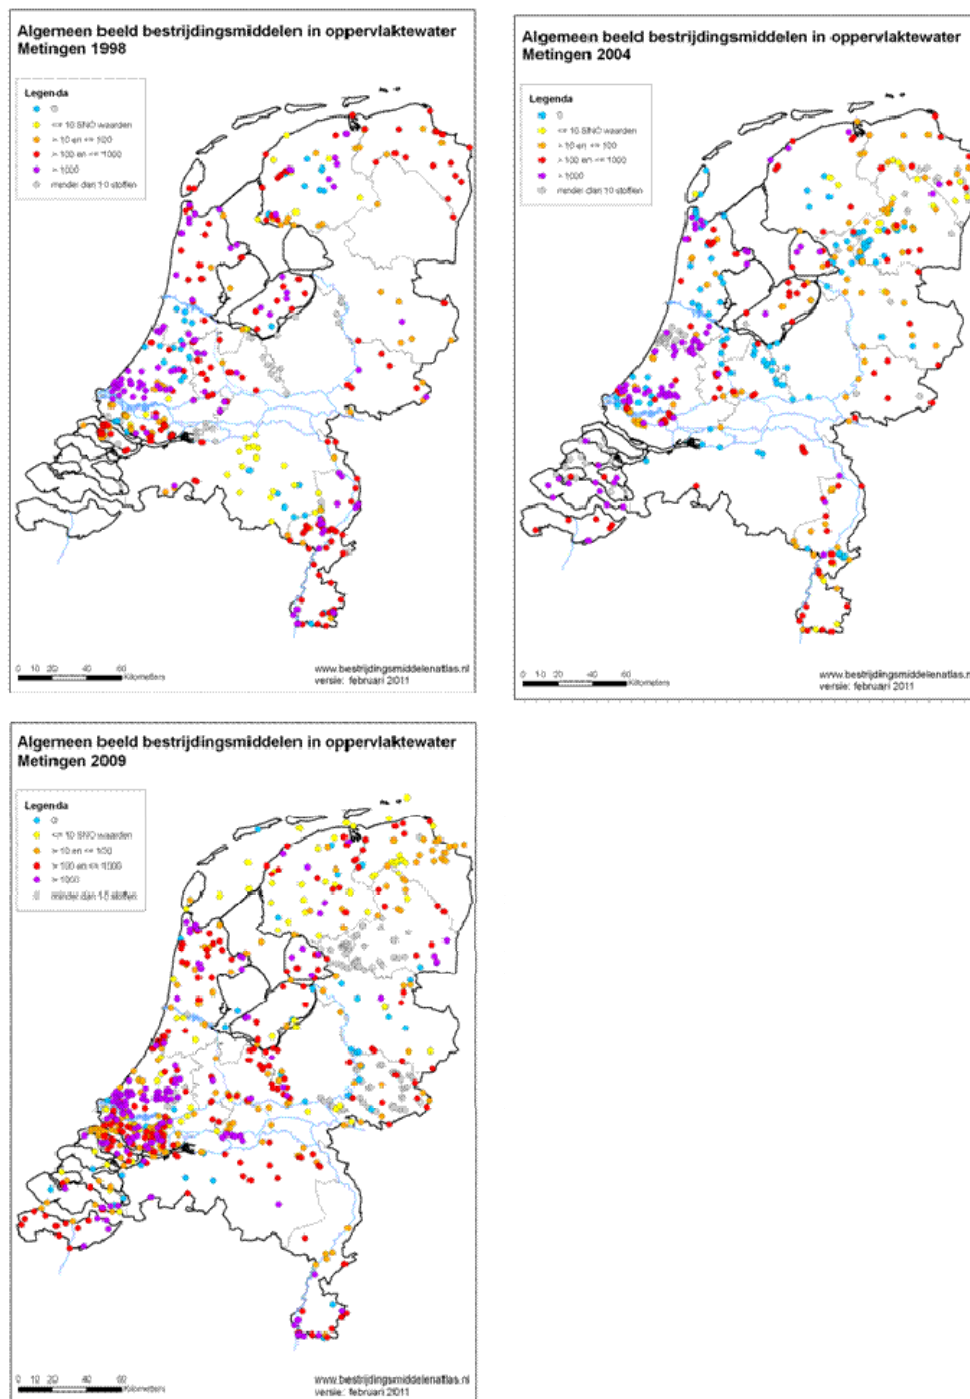 Algemeen beeld bestrijdingsmiddelen in oppervlaktewater
Metingen 1998
Legenda
0
<= 10 SNO waarden
> 10 en <= 100
> 100 en <= 1000
> 1000
minder dan 10 stoffen
0 10 20 40 60
Kilometers
www.bestrijdingsmiddelenatlas.nl
versie: februari 2011
Algemeen beeld bestrijdingsmiddelen in oppervlaktewater
Metingen 2004
Legenda
0
<= 10 SNO waarden
> 10 en <= 100
> 100 en <= 1000
> 1000
minder dan 10 stoffen
0 10 20 40 60
Kilometers
www.bestrijdingsmiddelenatlas.n
versie: februari 2011
Algemeen beeld bestrijdingsmiddelen in oppervlaktewater
Metingen 2009
Legenda
0
<= 10 SNO waarden
> 10 en <= 100
> 100 en <= 1000
> 1000
minder dan 10 stoffen
0 10 20 40 60
Kilometers
www.bestrijdingsmiddelenatlas.nl
versie: februari 2011